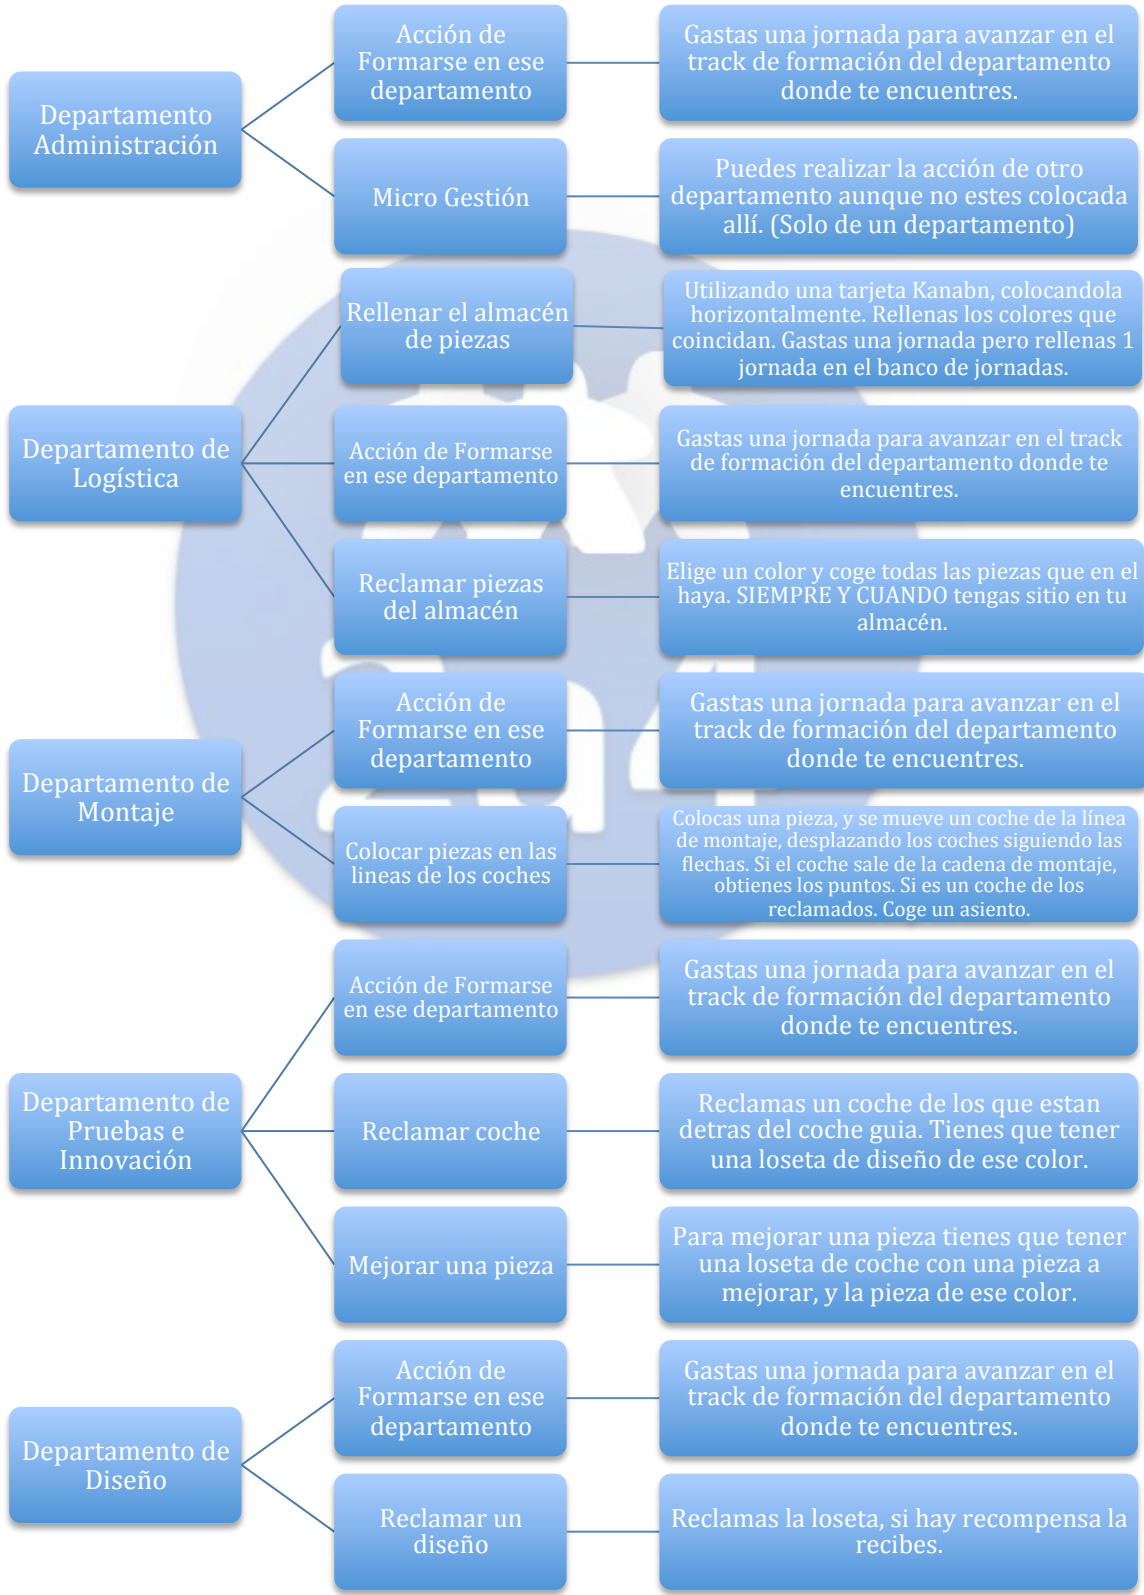 Departamento
Administración
Acción de
Formarse en ese
departamento
Gastas una jornada para avanzar en el
track de formación del departamento
donde te encuentres.
Micro Gestión
Puedes realizar la acción de otro
departamento aunque no estes colocada
allí. (Solo de un departamento)
Departamento de
Logística
Rellenar el almacén
de piezas
Utilizando una tarjeta Kanabn, colocandola
horizontalmente. Rellenas los colores que
coincidan. Gastas una jornada pero rellenas 1
jornada en el banco de jornadas.
Acción de Formarse
en ese departamento
Gastas una jornada para avanzar en el track
de formación del departamento donde te
encuentres.
Reclamar piezas
del almacén
Elige un color y coge todas las piezas que en el
haya. SIEMPRE Y CUANDO tengas sitio en tu
almacén.
Departamento de
Montaje
Acción de
Formarse en ese
departamento
Gastas una jornada para avanzar en el
track de formación del departamento
donde te encuentres.
Colocar piezas en las
lineas de los coches
Colocas una pieza, y se mueve un coche de la línea
de montaje, desplazando los coches siguiendo las
flechas. Si el coche sale de la cadena de montaje,
obtienes los puntos. Si es un coche de los
reclamados. Coge un asiento.
Departamento de
Pruebas e
Innovación
Acción de Formarse
en ese departamento
Gastas una jornada para avanzar en el
track de formación del departamento
donde te encuentres.
Reclamar coche
Reclamas un coche de los que estan
detras del coche guia. Tienes que tener
una loseta de diseño de ese color.
Mejorar una pieza
Para mejorar una pieza tienes que tener
una loseta de coche con una pieza a
mejorar, y la pieza de ese color.
Departamento de
Diseño
Acción de
Formarse en ese
departamento
Gastas una jornada para avanzar en el
track de formación del departamento
donde te encuentres.
Reclamar un
diseño
Reclamas la loseta, si hay recompensa la
recibes.